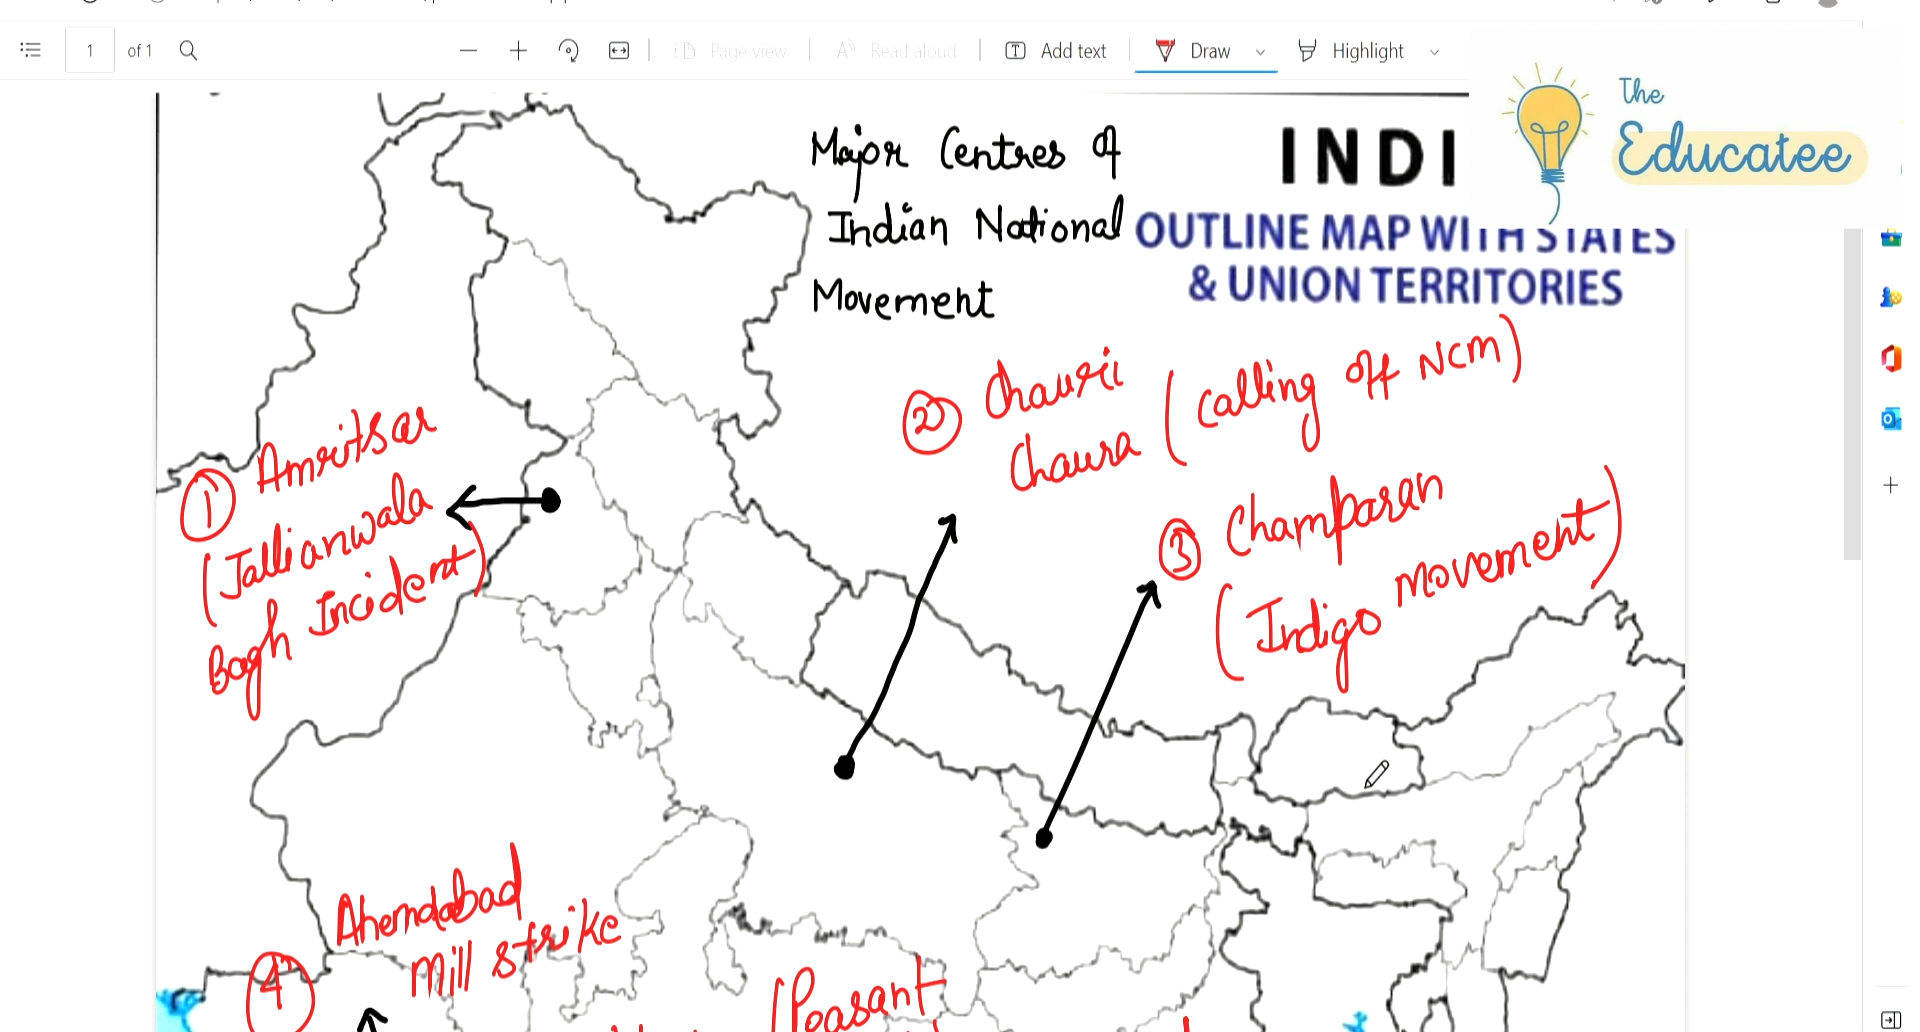 1 of 1 Page view Read aloud Add text Draw Highlight
The
Educatee
INDI
OUTLINE MAP WITH STATES
& UNION TERRITORIES
Major Centres of
Indian National
Movement
① Amritsar
(Jallianwala
Bagh Incident)
② Chauri
Chaura (Calling off NCM)
③ Champaran
(Indigo Movement)
④ Ahemdabad
Mill strike
(Peasant